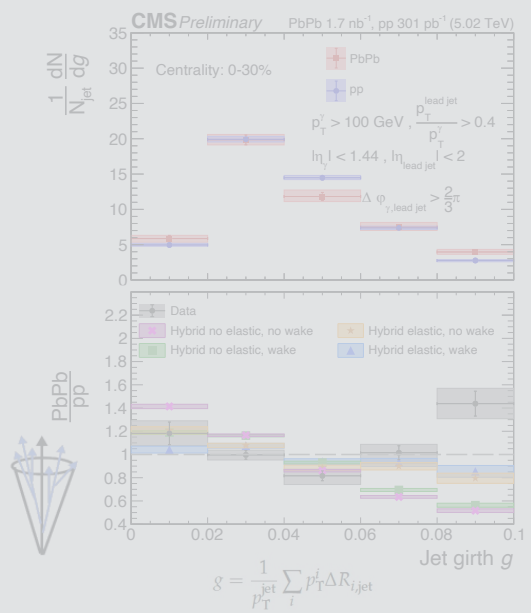 CMS Preliminary PbPb 1.7 nb⁻¹, pp 301 pb⁻¹ (5.02 TeV)
1/N_jet dN/dg
35
30
25
20
15
10
5
0
Centrality: 0-30%
PbPb
pp
p_T^γ > 100 GeV , p_T^lead jet / p_T^γ > 0.4
|η_γ| < 1.44 , |η_lead jet| < 2
Δ φ_γ,lead jet > 2/3 π
PbPb/pp
2.2
2
1.8
1.6
1.4
1.2
1
0.8
0.6
0.4
Data
Hybrid no elastic, no wake
Hybrid elastic, no wake
Hybrid no elastic, wake
Hybrid elastic, wake
0 0.02 0.04 0.06 0.08 0.1
Jet girth g
g = 1/p_T^jet ∑_i p_T^i ΔR_i,jet